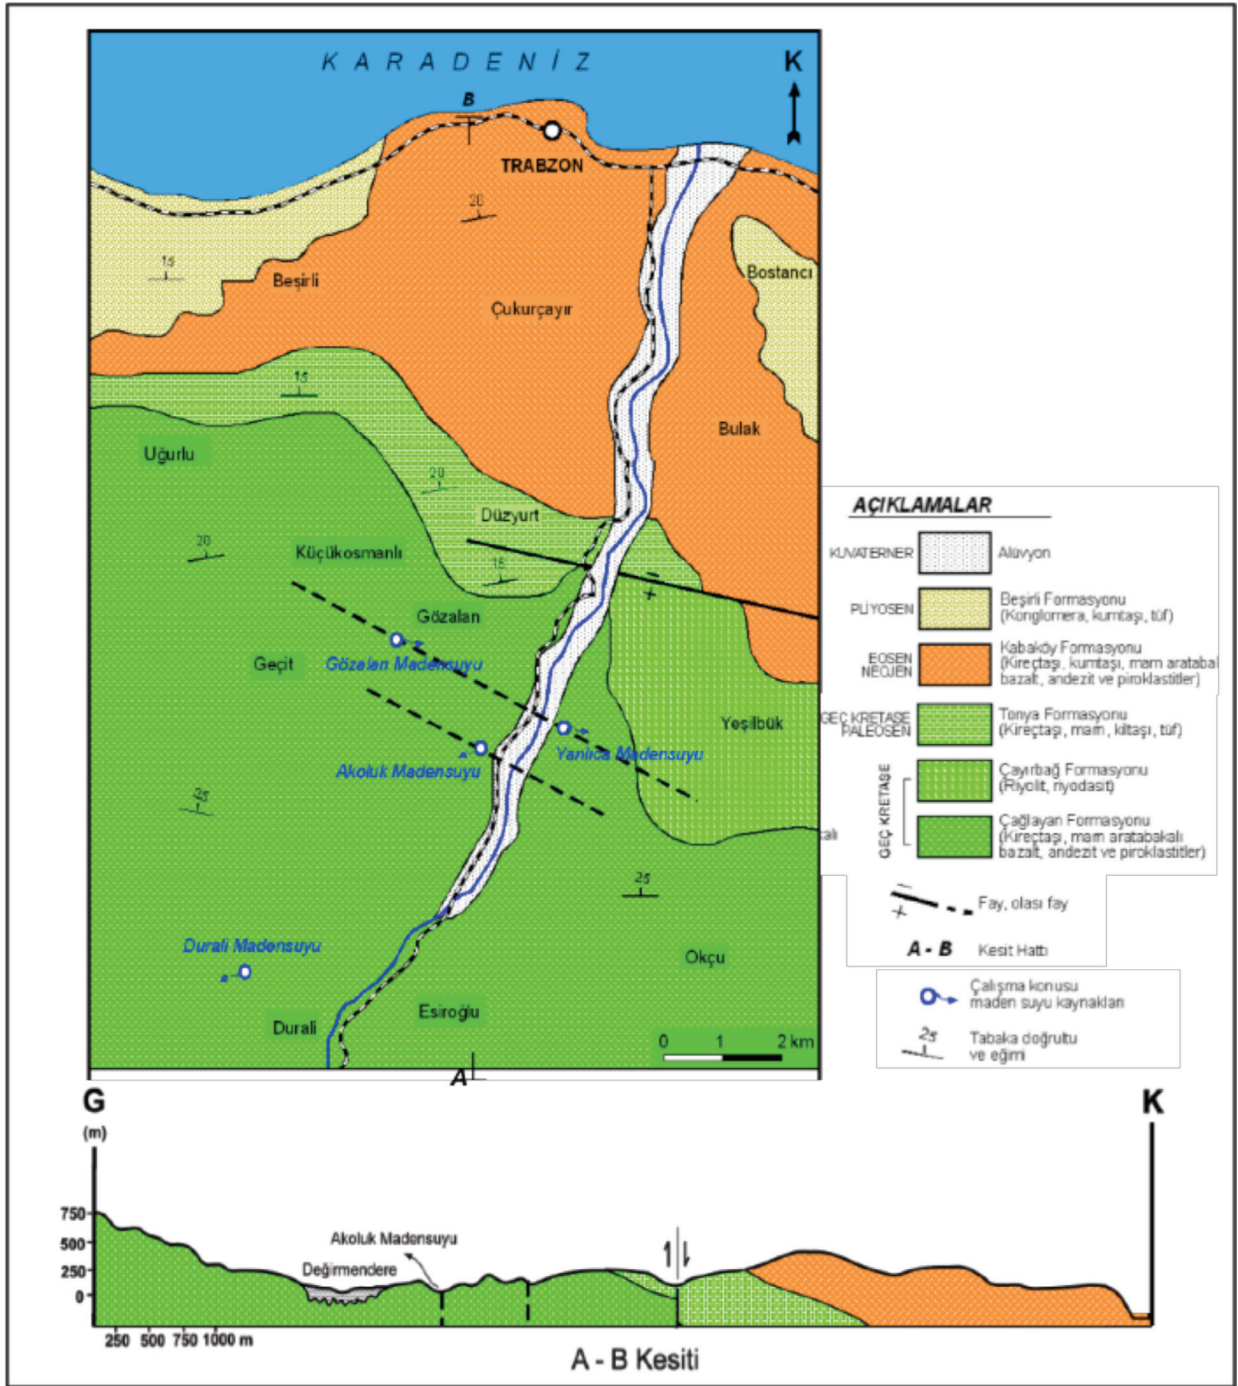 KARADENİZ
K
B
TRABZON
20
15
Bostancı
Beşirli
Çukurçayır
15
Bulak
Uğurlu
20
Düzyurt
20
Küçükosmanlı
15
Gözalan
Geçit
Gözalan Madensuyu
Yeşilbük
Yanlıca Madensuyu
Akoluk Madensuyu
25
25
Durali Madensuyu
Okçu
Esiroğlu
Durali
0 1 2 km
A
AÇIKLAMALAR
KUVATERNER
Alüvyon
PLİYOSEN
Beşirli Formasyonu
(Konglomera, kumtaşı, tüf)
EOSEN
NEOJEN
Kabaköy Formasyonu
(Kireçtaşı, kumtaşı, marn aratabal
bazalt, andezit ve piroklastitler)
GEÇ KRETASE
PALEOSEN
Tonya Formasyonu
(Kireçtaşı, marn, kiltaşı, tüf)
GEÇ KRETASE
Çayırbağ Formasyonu
(Riyolit, riyodasit)
Çağlayan Formasyonu
(Kireçtaşı, marn aratabakalı
bazalt, andezit ve piroklastitler)
- + Fay, olası fay
A - B Kesit Hattı
Çalışma konusu
maden suyu kaynakları
25 Tabaka doğrultu
ve eğimi
G K
(m)
750
500
250
0
Akoluk Madensuyu
Değirmendere
250 500 750 1000 m
A - B Kesiti